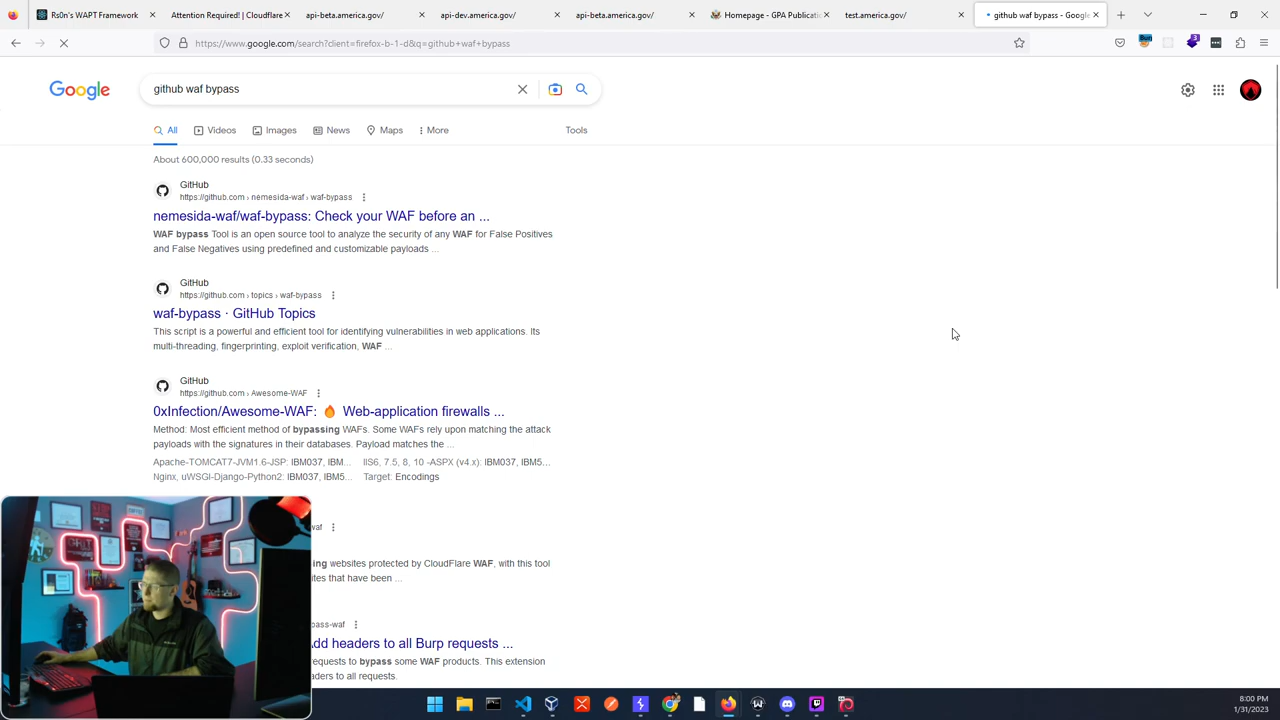 Rs0n's WAPT Framework
Attention Required! | Cloudflare
api-beta.america.gov/
api-dev.america.gov/
api-beta.america.gov/
Homepage - GPA Publicatic
test.america.gov/
github waf bypass - Google
https://www.google.com/search?client=firefox-b-1-d&q=github+waf+bypass
Google
github waf bypass
All
Videos
Images
News
Maps
More
Tools
About 600,000 results (0.33 seconds)
GitHub
https://github.com › nemesida-waf › waf-bypass
nemesida-waf/waf-bypass: Check your WAF before an ...
WAF bypass Tool is an open source tool to analyze the security of any WAF for False Positives
and False Negatives using predefined and customizable payloads ...
GitHub
https://github.com › topics › waf-bypass
waf-bypass · GitHub Topics
This script is a powerful and efficient tool for identifying vulnerabilities in web applications. Its
multi-threading, fingerprinting, exploit verification, WAF ...
GitHub
https://github.com › Awesome-WAF
0xInfection/Awesome-WAF: 🔥 Web-application firewalls ...
Method: Most efficient method of bypassing WAFs. Some WAFs rely upon matching the attack
payloads with the signatures in their databases. Payload matches the ...
Apache-TOMCAT7-JVM1.6-JSP: IBM037, IBM... IIS6, 7.5, 8, 10 -ASPX (v4.x): IBM037, IBM5...
Nginx, uWSGI-Django-Python2: IBM037, IBM5... Target: Encodings
waf
ing websites protected by CloudFlare WAF, with this tool
ites that have been ...
pass-waf
Add headers to all Burp requests ...
equests to bypass some WAF products. This extension
aders to all requests.
8:00 PM
1/31/2023